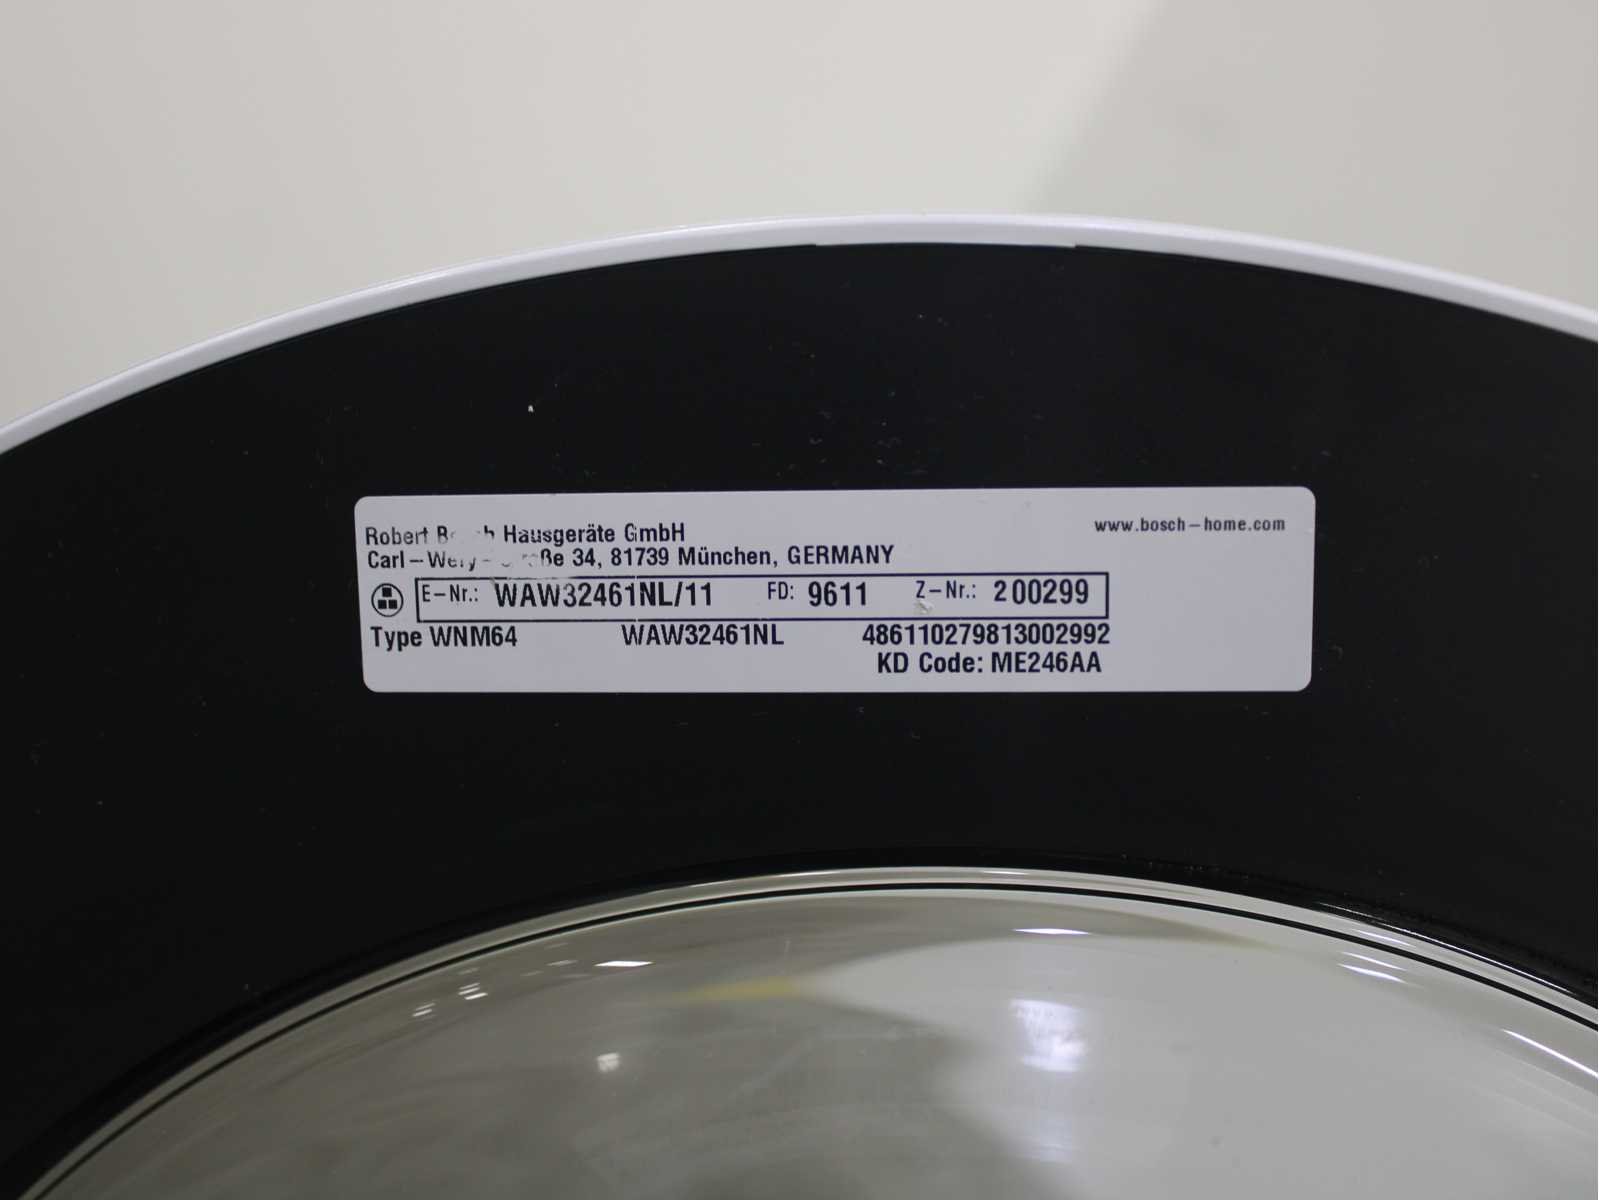 Robert Hausgeräte GmbH
www.bosch-home.com
34, 81739 München, GERMANY
E-Nr.: WAW32461NL/11 FD: 9611 Z-Nr.: 200299
Type WNM64 WAW32461NL 486110279813002992
KD Code: ME246AA